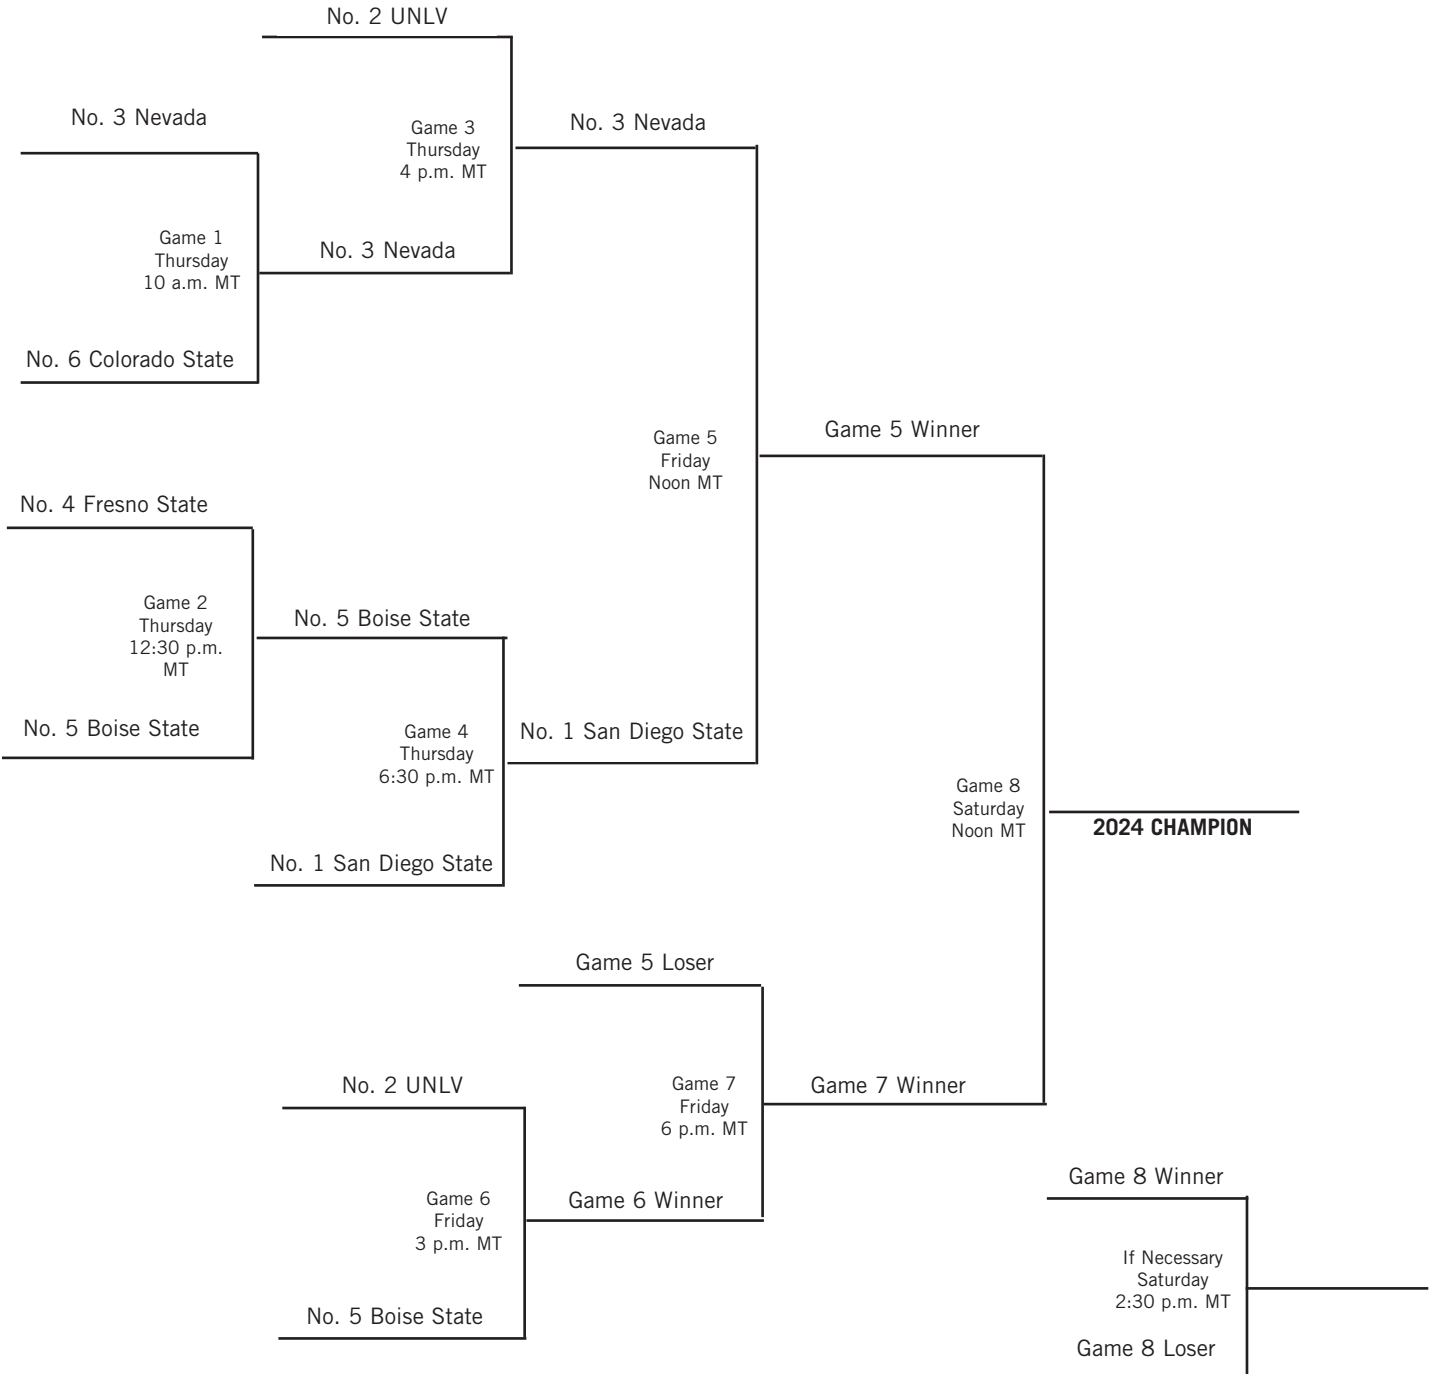 No. 2 UNLV
No. 3 Nevada
Game 3
Thursday
4 p.m. MT
No. 3 Nevada
Game 1
Thursday
10 a.m. MT
No. 3 Nevada
No. 6 Colorado State
Game 5
Friday
Noon MT
Game 5 Winner
No. 4 Fresno State
Game 2
Thursday
12:30 p.m.
MT
No. 5 Boise State
No. 5 Boise State
Game 4
Thursday
6:30 p.m. MT
No. 1 San Diego State
No. 1 San Diego State
Game 8
Saturday
Noon MT
2024 CHAMPION
Game 5 Loser
No. 2 UNLV
Game 7
Friday
6 p.m. MT
Game 7 Winner
Game 6
Friday
3 p.m. MT
Game 6 Winner
No. 5 Boise State
Game 8 Winner
If Necessary
Saturday
2:30 p.m. MT
Game 8 Loser